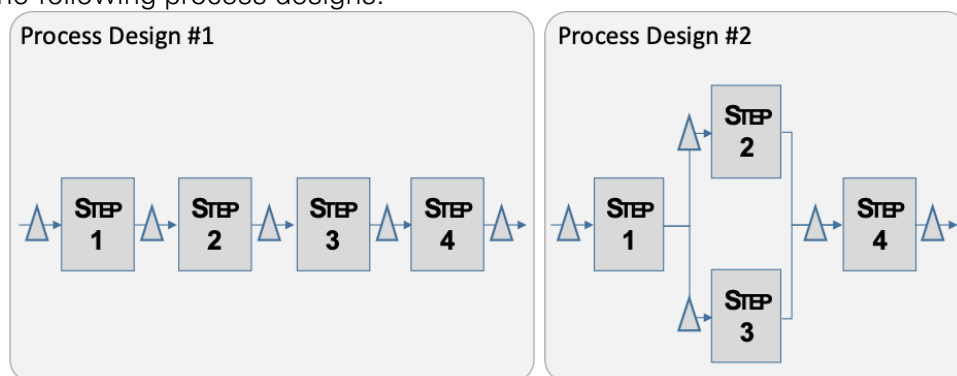 he following process designs:
Process Design #1
Process Design #2
STEP
1
STEP
2
STEP
3
STEP
4
STEP
1
STEP
2
STEP
3
STEP
4